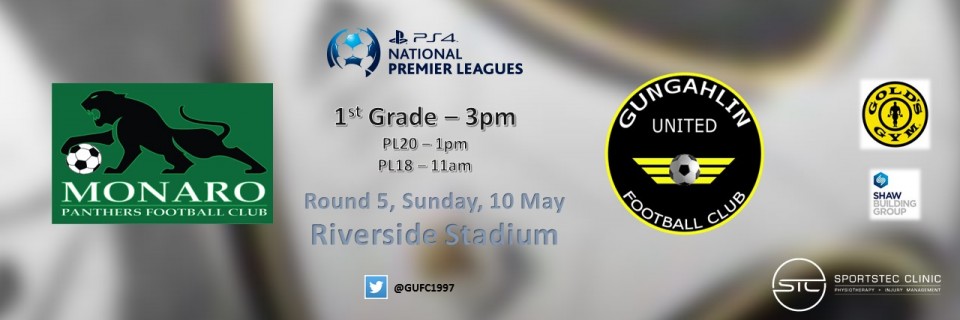 MONARO
PANTHERS FOOTBALL CLUB
PS4
NATIONAL
PREMIER LEAGUES
1st Grade – 3pm
PL20 – 1pm
PL18 – 11am
Round 5, Sunday, 10 May
Riverside Stadium
@GUFC1997
GUNGAHLIN
UNITED
FOOTBALL CLUB
GOLD'S
GYM
SHAW
BUILDING
GROUP
STC
SPORTSTEC CLINIC
PHYSIOTHERAPY + INJURY MANAGEMENT